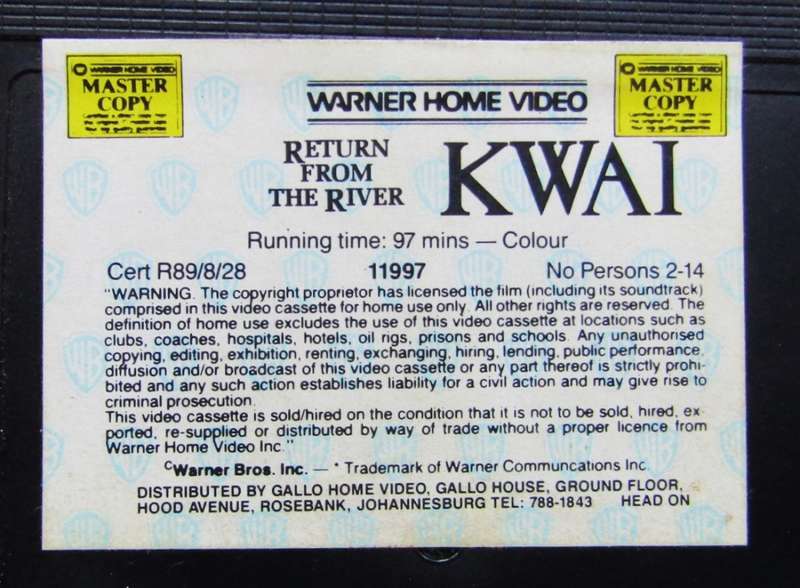 WARNER HOME VIDEO
MASTER
COPY
WARNER HOME VIDEO
MASTER
COPY
WARNER HOME VIDEO
RETURN
FROM
THE RIVER
KWAI
Running time: 97 mins — Colour
Cert R89/8/28 11997 No Persons 2-14
"WARNING. The copyright proprietor has licensed the film (including its soundtrack)
comprised in this video cassette for home use only. All other rights are reserved. The
definition of home use excludes the use of this video cassette at locations such as
clubs, coaches, hospitals, hotels, oil rigs, prisons and schools. Any unauthorised
copying, editing, exhibition, renting, exchanging, hiring, lending, public performance,
diffusion and/or broadcast of this video cassette or any part thereof is strictly prohi-
bited and any such action establishes liability for a civil action and may give rise to
criminal prosecution.
This video cassette is sold/hired on the condition that it is not to be sold, hired, ex-
ported, re-supplied or distributed by way of trade without a proper licence from
Warner Home Video Inc."
©Warner Bros. Inc. — * Trademark of Warner Communcations Inc.
DISTRIBUTED BY GALLO HOME VIDEO, GALLO HOUSE, GROUND FLOOR,
HOOD AVENUE, ROSEBANK, JOHANNESBURG TEL: 788-1843 HEAD ON